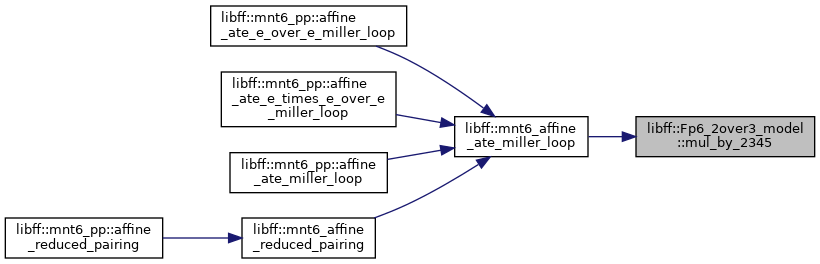 libff::mnt6_pp::affine
_ate_e_over_e_miller_loop
libff::mnt6_pp::affine
_ate_e_times_e_over_e
_miller_loop
libff::mnt6_affine
_ate_miller_loop
libff::Fp6_2over3_model
::mul_by_2345
libff::mnt6_pp::affine
_ate_miller_loop
libff::mnt6_pp::affine
_reduced_pairing
libff::mnt6_affine
_reduced_pairing